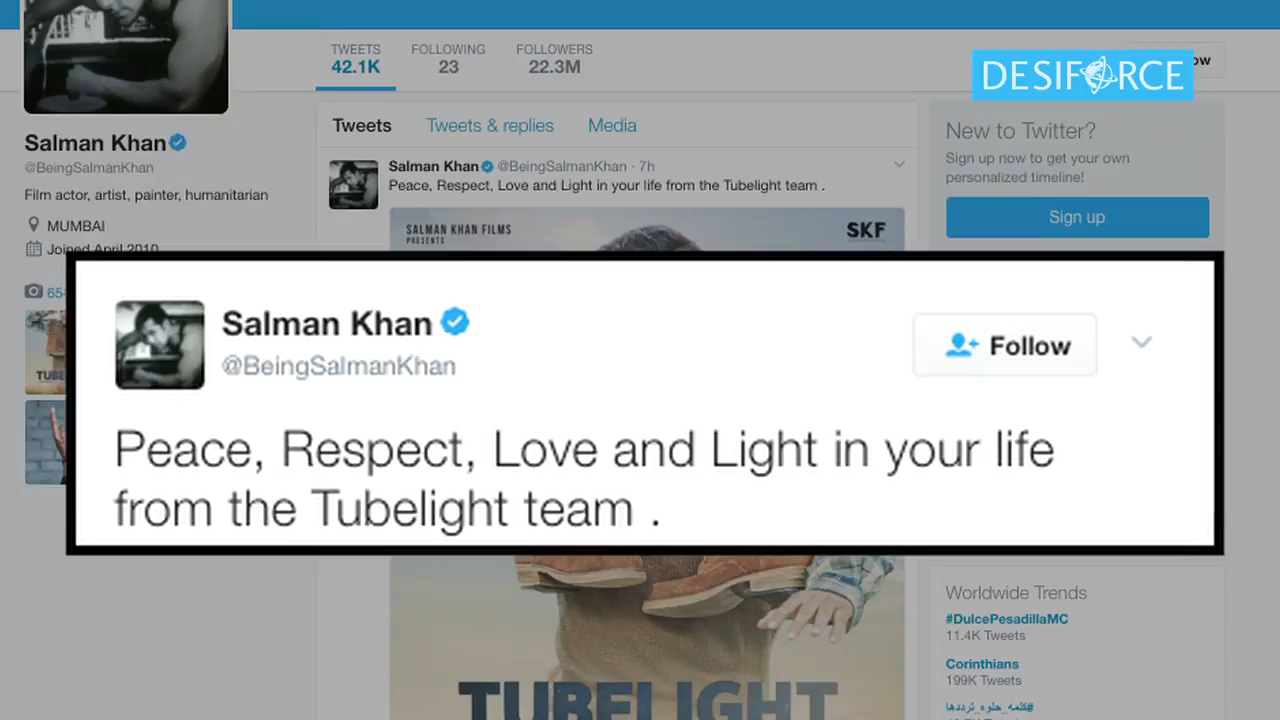 TWEETS
42.1K
FOLLOWING
23
FOLLOWERS
22.3M
DESIFORCE
Salman Khan
@BeingSalmanKhan
Film actor, artist, painter, humanitarian
MUMBAI
Joined April 2010
Tweets
Tweets & replies
Media
Salman Khan @BeingSalmanKhan · 7h
Peace, Respect, Love and Light in your life from the Tubelight team .
SALMAN KHAN FILMS
PRESENTS
SKF
New to Twitter?
Sign up now to get your own
personalized timeline!
Sign up
Salman Khan
@BeingSalmanKhan
Follow
Peace, Respect, Love and Light in your life
from the Tubelight team .
TUBELIGHT
Worldwide Trends
#DulcePesadillaMC
11.4K Tweets
Corinthians
199K Tweets
#كلمه_حلوه_ترددها